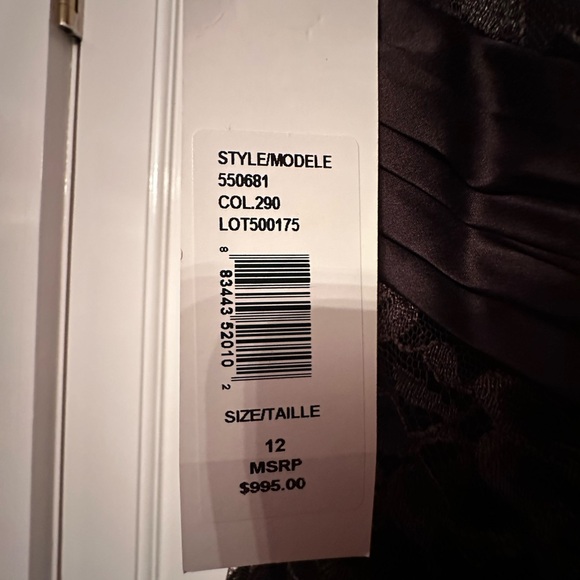 STYLE/MODELE
550681
COL.290
LOT500175
8 83443 52010 2
SIZE/TAILLE
12
MSRP
$995.00